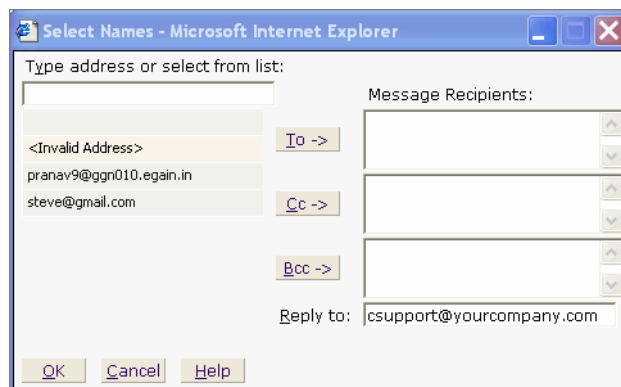 Select Names - Microsoft Internet Explorer
Type address or select from list:
Message Recipients:
<Invalid Address>
To ->
pranav9@ggn010.egain.in
steve@gmail.com
Cc ->
Bcc ->
Reply to: csupport@yourcompany.com
OK Cancel Help